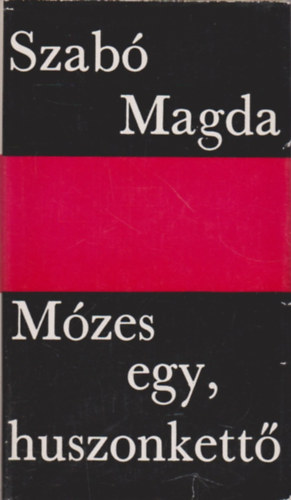 Szabó
Magda
Mózes
egy,
huszonkettő